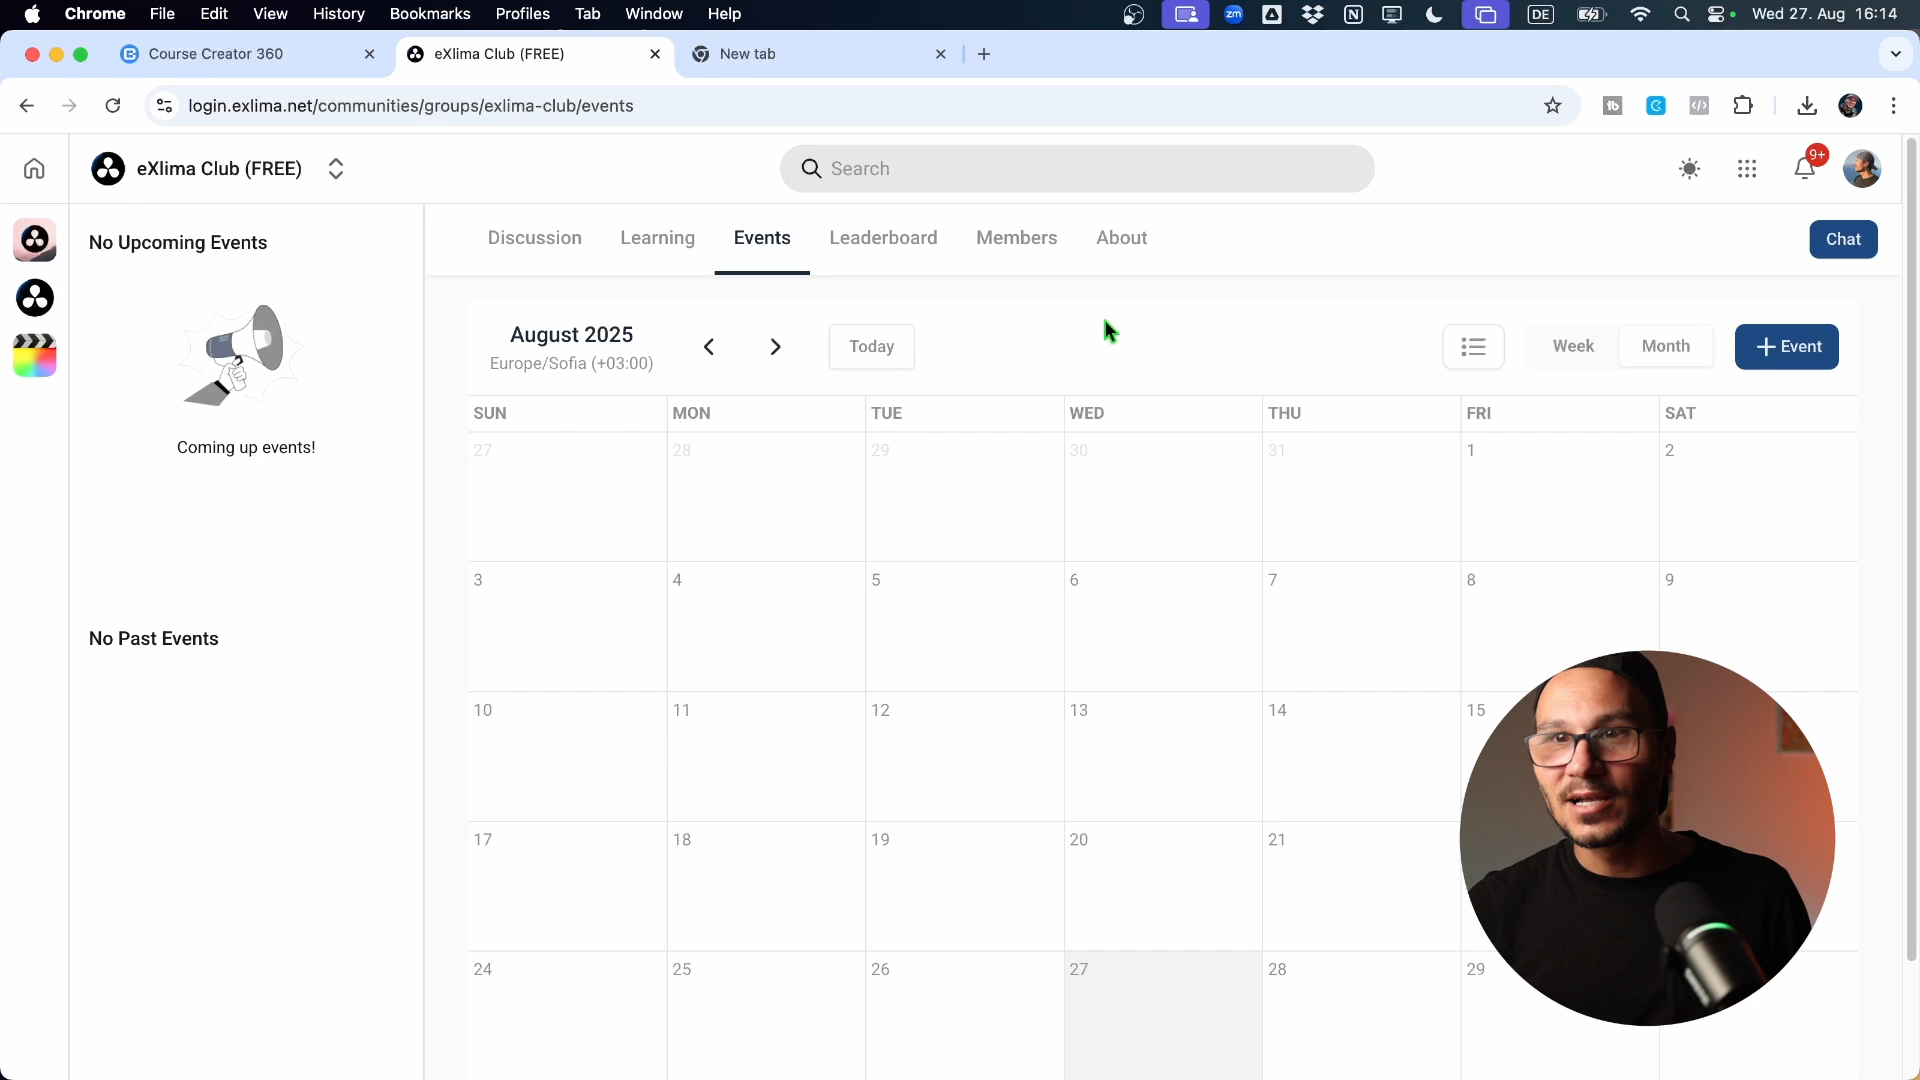 Chrome File Edit View History Bookmarks Profiles Tab Window Help zm N DE Wed 27. Aug 16:14
Course Creator 360 eXlima Club (FREE) New tab
login.exlima.net/communities/groups/exlima-club/events tb
eXlima Club (FREE) Search 9+
No Upcoming Events
Coming up events!
No Past Events
Discussion Learning Events Leaderboard Members About Chat
August 2025
Europe/Sofia (+03:00)
Today Week Month + Event
SUN MON TUE WED THU FRI SAT
27 28 29 30 31 1 2
3 4 5 6 7 8 9
10 11 12 13 14 15
17 18 19 20 21
24 25 26 27 28 29